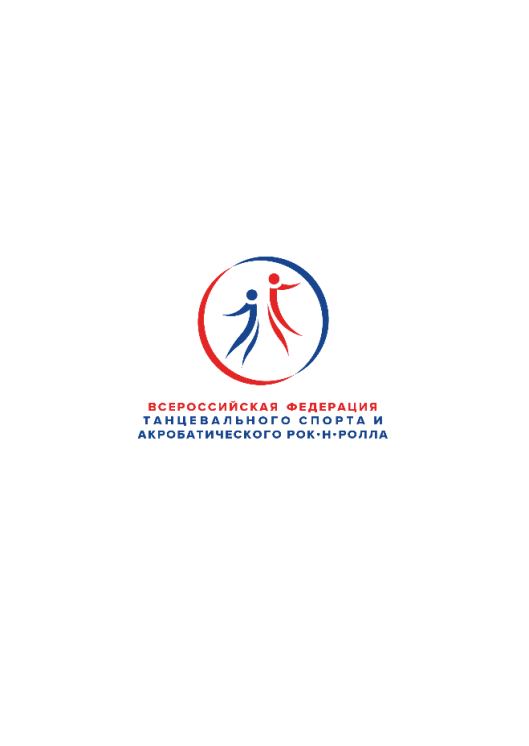 ВСЕРОССИЙСКАЯ ФЕДЕРАЦИЯ
ТАНЦЕВАЛЬНОГО СПОРТА И
АКРОБАТИЧЕСКОГО РОК•Н•РОЛЛА